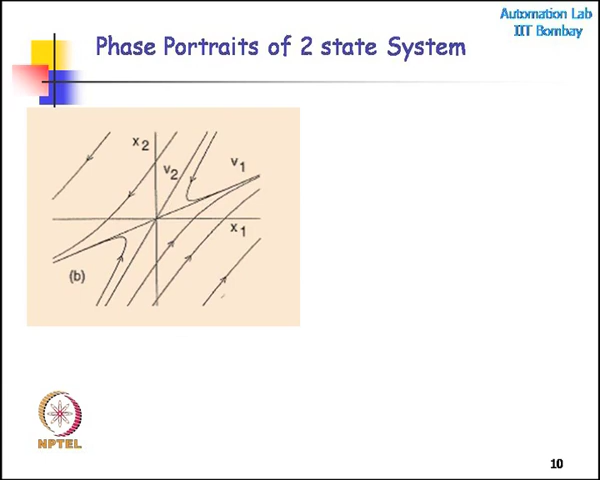 Automation Lab
IIT Bombay
Phase Portraits of 2 state System
x2
v2
v1
x1
(b)
NPTEL
10